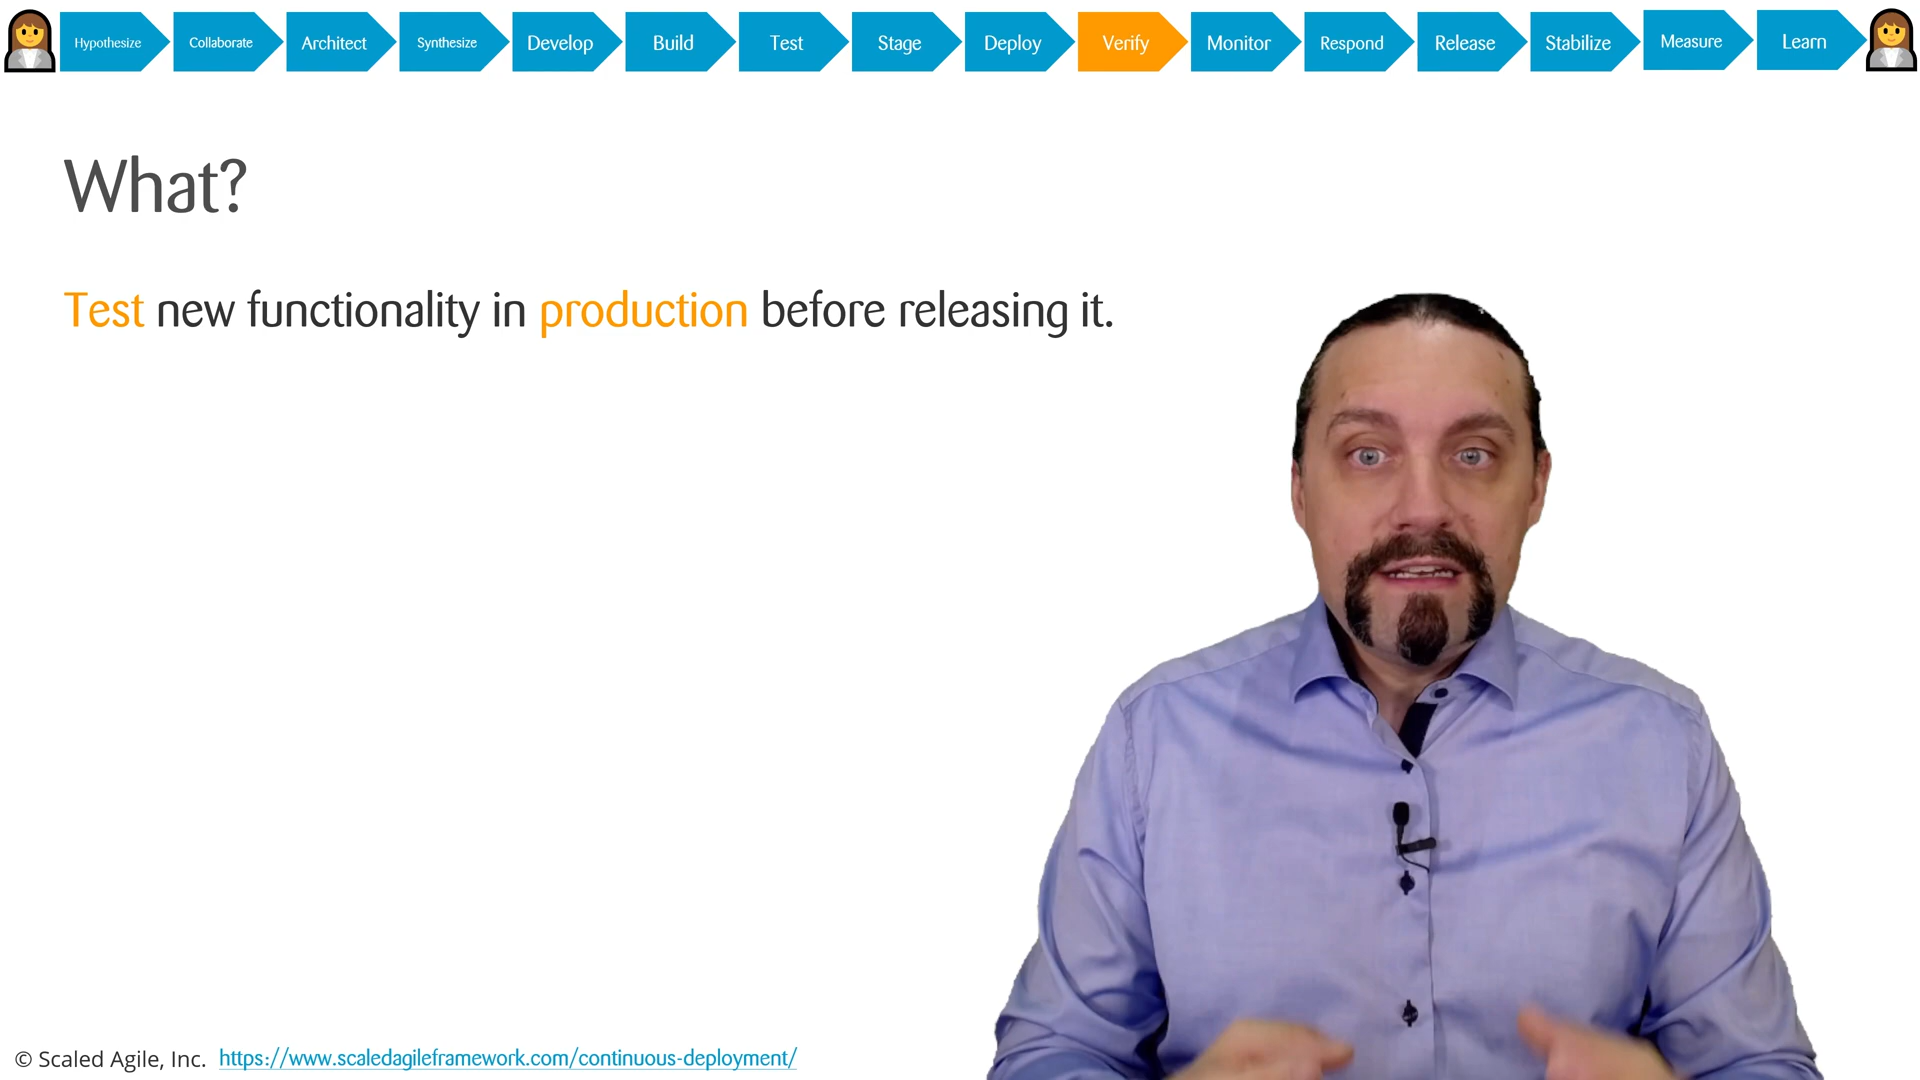 Hypothesize Collaborate Architect Synthesize Develop Build Test Stage Deploy Verify Monitor Respond Release Stabilize Measure Learn
What?
Test new functionality in production before releasing it.
© Scaled Agile, Inc. https://www.scaledagileframework.com/continuous-deployment/